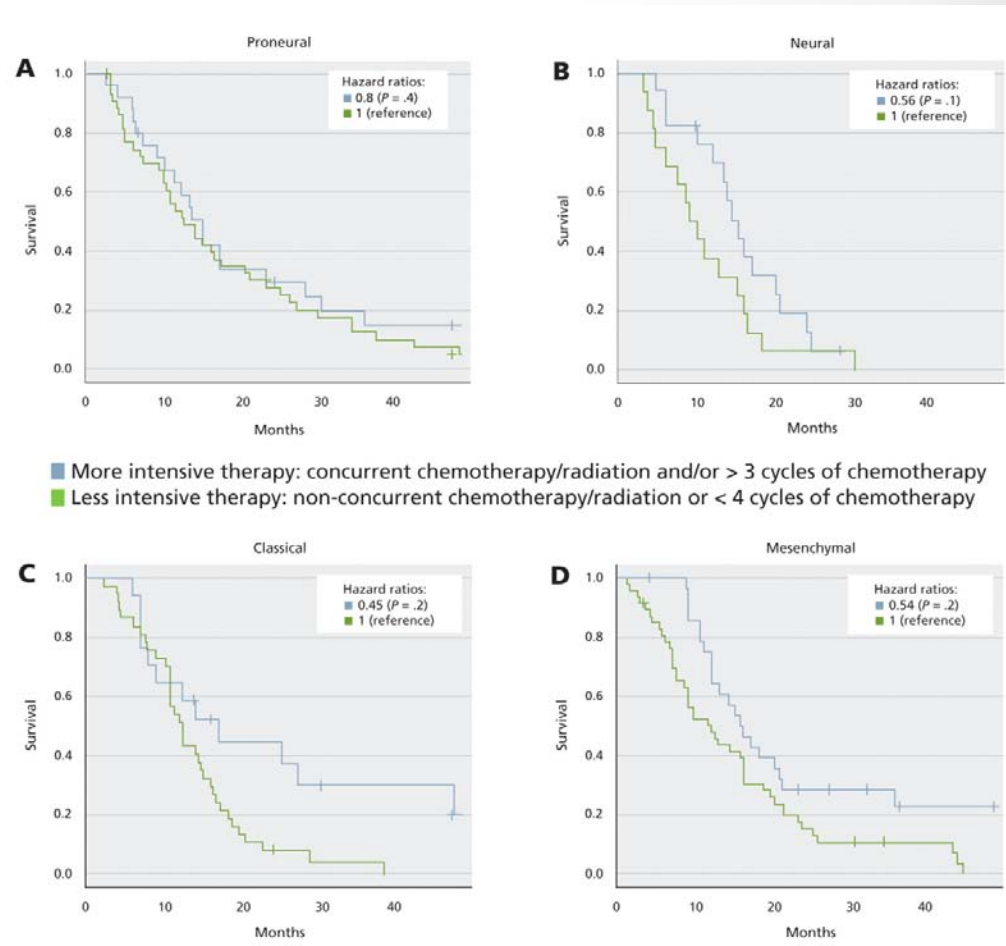 Proneural
A
Survival
1.0
0.8
0.6
0.4
0.2
0.0
Hazard ratios:
0.8 (P = .4)
1 (reference)
0 10 20 30 40
Months
Neural
B
Survival
1.0
0.8
0.6
0.4
0.2
0.0
Hazard ratios:
0.56 (P = .1)
1 (reference)
0 10 20 30 40
Months
More intensive therapy: concurrent chemotherapy/radiation and/or > 3 cycles of chemotherapy
Less intensive therapy: non-concurrent chemotherapy/radiation or < 4 cycles of chemotherapy
Classical
C
Survival
1.0
0.8
0.6
0.4
0.2
0.0
Hazard ratios:
0.45 (P = .2)
1 (reference)
0 10 20 30 40
Months
Mesenchymal
D
Survival
1.0
0.8
0.6
0.4
0.2
0.0
Hazard ratios:
0.54 (P = .2)
1 (reference)
0 10 20 30 40
Months